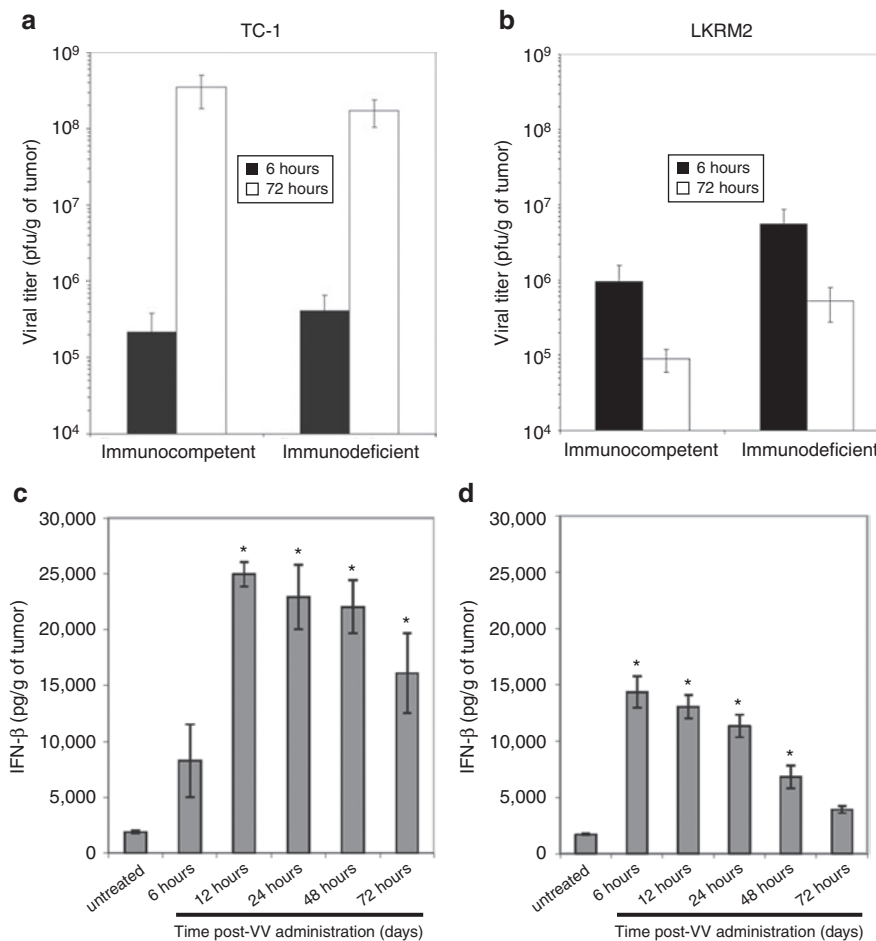 a
TC-1
Viral titer (pfu/g of tumor)
10⁹
10⁸
10⁷
10⁶
10⁵
10⁴
6 hours
72 hours
Immunocompetent
Immunodeficient
b
LKRM2
Viral titer (pfu/g of tumor)
10⁹
10⁸
10⁷
10⁶
10⁵
10⁴
6 hours
72 hours
Immunocompetent
Immunodeficient
c
IFN-β (pg/g of tumor)
30,000
25,000
20,000
15,000
10,000
5,000
0
*
*
*
*
untreated
6 hours
12 hours
24 hours
48 hours
72 hours
Time post-VV administration (days)
d
IFN-β (pg/g of tumor)
30,000
25,000
20,000
15,000
10,000
5,000
0
*
*
*
*
untreated
6 hours
12 hours
24 hours
48 hours
72 hours
Time post-VV administration (days)